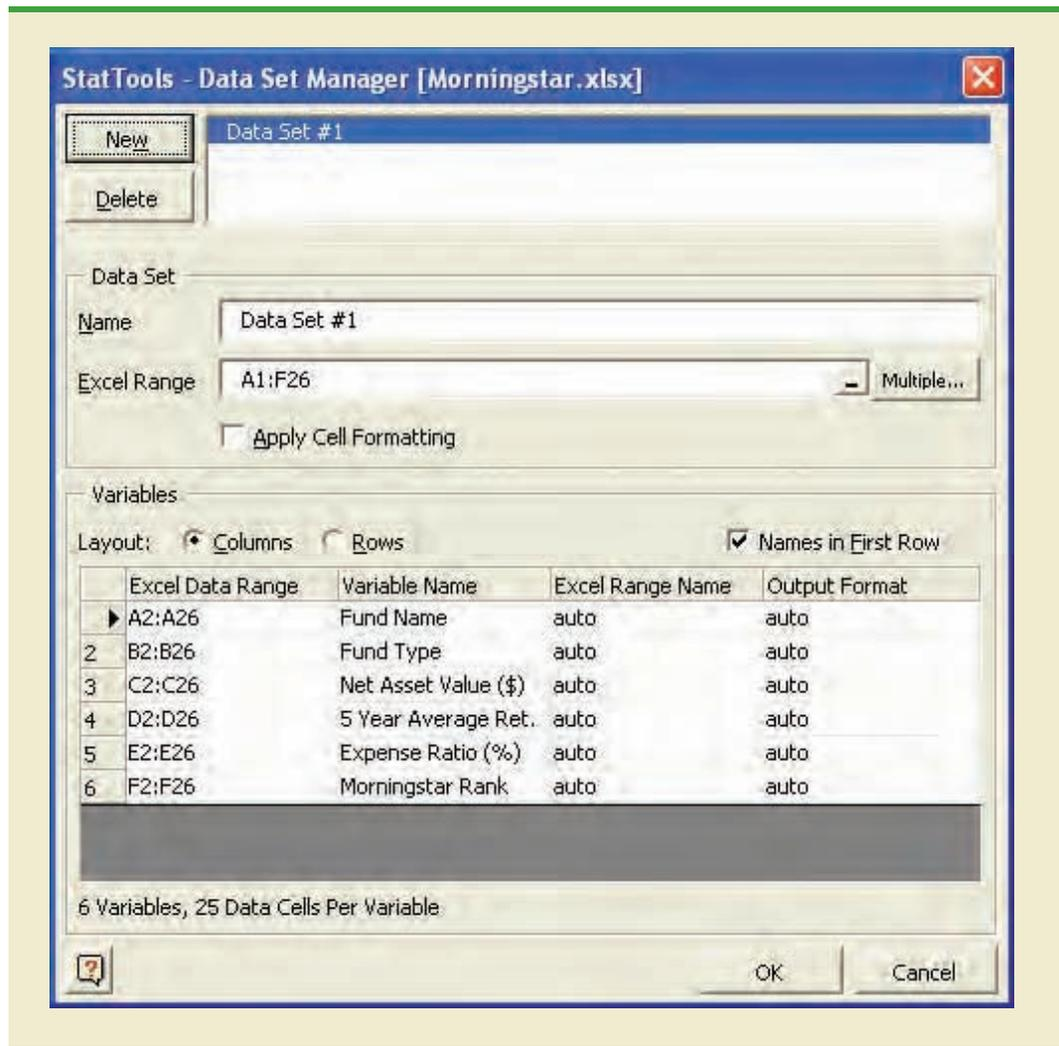 StatTools - Data Set Manager [Morningstar.xlsx]
New
Data Set #1
Delete
Data Set
Name
Data Set #1
Excel Range
A1:F26
Multiple...
Apply Cell Formatting
Variables
Layout: Columns Rows
Names in First Row
Excel Data Range Variable Name Excel Range Name Output Format
A2:A26 Fund Name auto auto
2 B2:B26 Fund Type auto auto
3 C2:C26 Net Asset Value ($) auto auto
4 D2:D26 5 Year Average Ret. auto auto
5 E2:E26 Expense Ratio (%) auto auto
6 F2:F26 Morningstar Rank auto auto
6 Variables, 25 Data Cells Per Variable
?
OK
Cancel